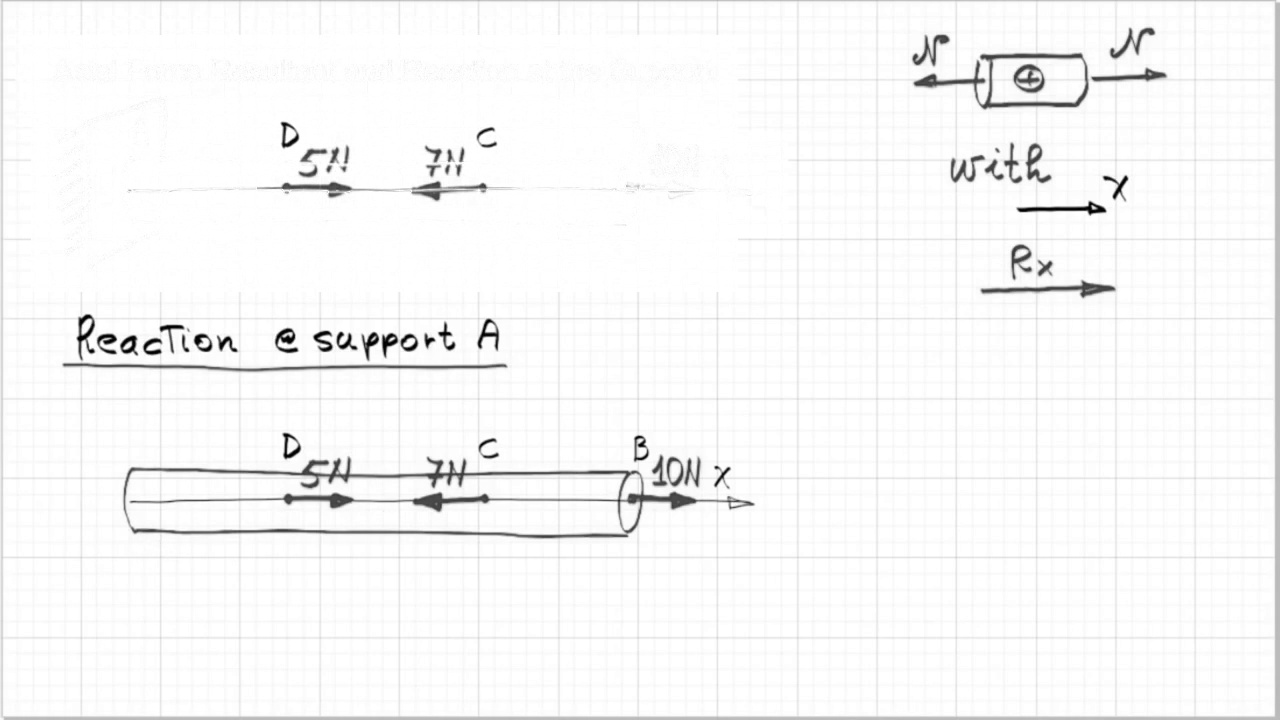 N N
D 5N 7N C
with
x
Rx
Reaction @ support A
D 5N 7N C B 10N x